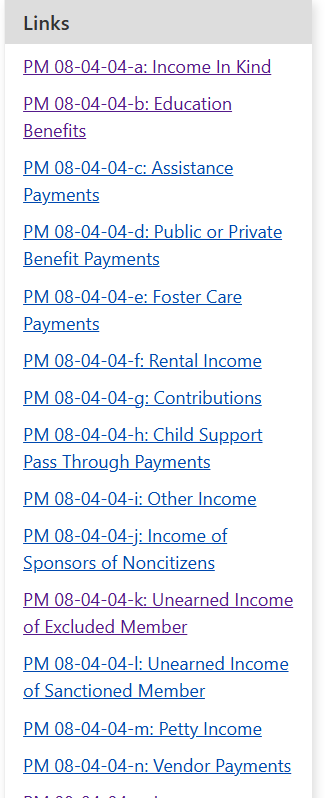 Links
PM 08-04-04-a: Income In Kind
PM 08-04-04-b: Education
Benefits
PM 08-04-04-c: Assistance
Payments
PM 08-04-04-d: Public or Private
Benefit Payments
PM 08-04-04-e: Foster Care
Payments
PM 08-04-04-f: Rental Income
PM 08-04-04-g: Contributions
PM 08-04-04-h: Child Support
Pass Through Payments
PM 08-04-04-i: Other Income
PM 08-04-04-j: Income of
Sponsors of Noncitizens
PM 08-04-04-k: Unearned Income
of Excluded Member
PM 08-04-04-l: Unearned Income
of Sanctioned Member
PM 08-04-04-m: Petty Income
PM 08-04-04-n: Vendor Payments